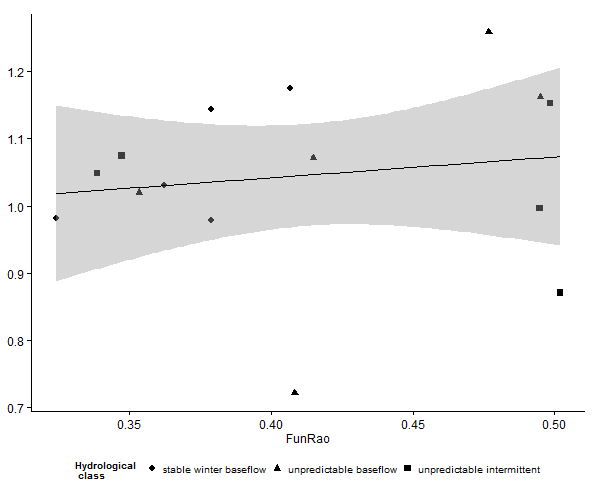 1.2
1.1
1.0
0.9
0.8
0.7
0.35 0.40 0.45 0.50
FunRao
Hydrological
class
stable winter baseflow unpredictable baseflow unpredictable intermittent